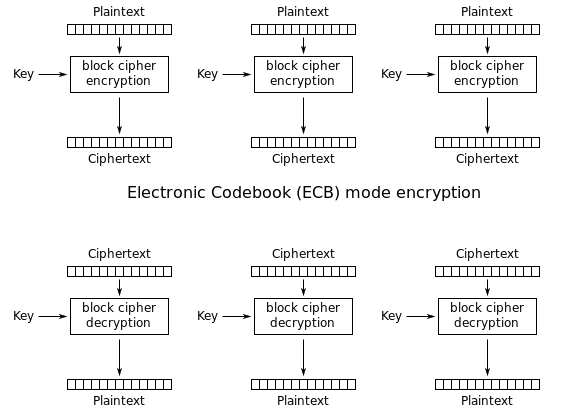 Plaintext Plaintext Plaintext
Key block cipher encryption Key block cipher encryption Key block cipher encryption
Ciphertext Ciphertext Ciphertext
Electronic Codebook (ECB) mode encryption
Ciphertext Ciphertext Ciphertext
Key block cipher decryption Key block cipher decryption Key block cipher decryption
Plaintext Plaintext Plaintext